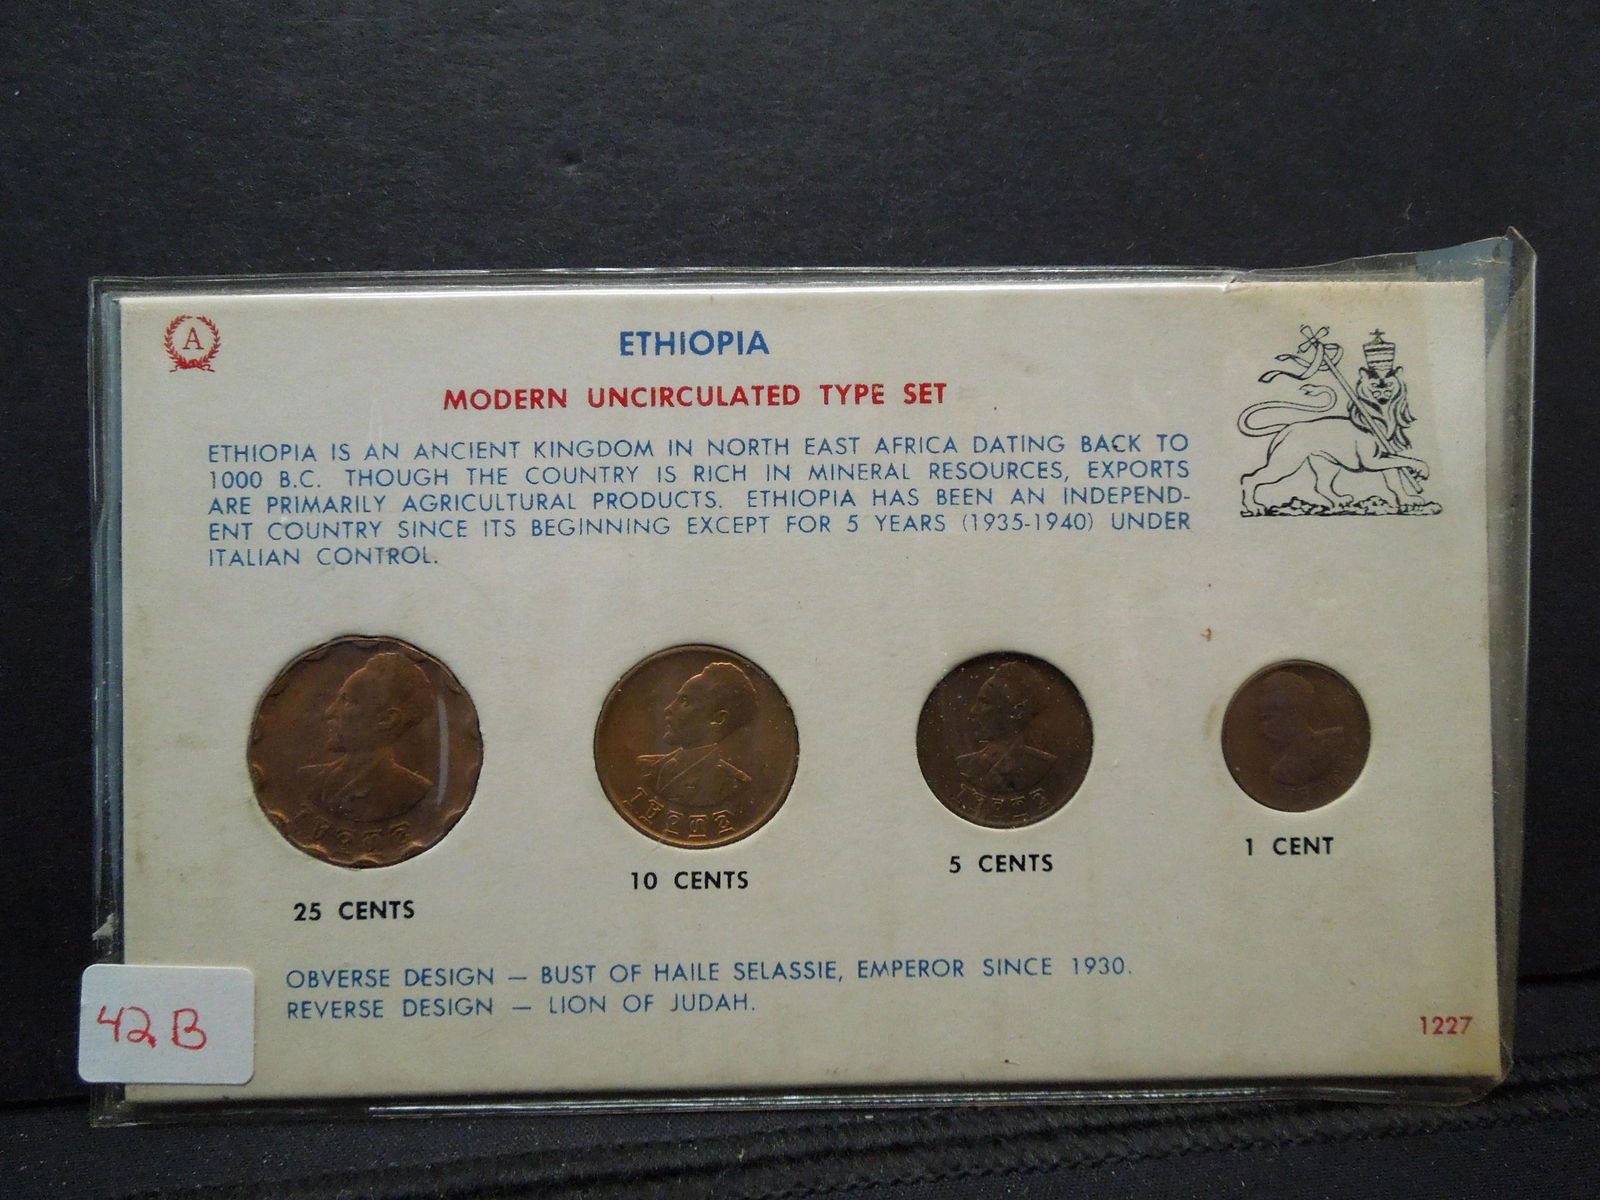 A
ETHIOPIA
MODERN UNCIRCULATED TYPE SET
ETHIOPIA IS AN ANCIENT KINGDOM IN NORTH EAST AFRICA DATING BACK TO
1000 B.C. THOUGH THE COUNTRY IS RICH IN MINERAL RESOURCES, EXPORTS
ARE PRIMARILY AGRICULTURAL PRODUCTS. ETHIOPIA HAS BEEN AN INDEPEND-
ENT COUNTRY SINCE ITS BEGINNING EXCEPT FOR 5 YEARS (1935-1940) UNDER
ITALIAN CONTROL.
25 CENTS
10 CENTS
5 CENTS
1 CENT
OBVERSE DESIGN — BUST OF HAILE SELASSIE, EMPEROR SINCE 1930.
REVERSE DESIGN — LION OF JUDAH.
42B
1227